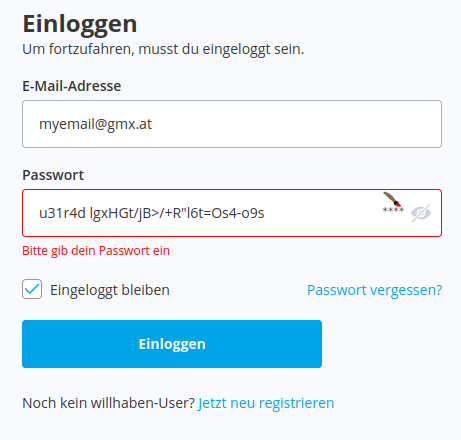 Einloggen
Um fortzufahren, musst du eingeloggt sein.
E-Mail-Adresse
myemail@gmx.at
Passwort
u31r4d lgxHGt/jB>/+R"l6t=Os4-o9s
****
Bitte gib dein Passwort ein
Eingeloggt bleiben
Passwort vergessen?
Einloggen
Noch kein willhaben-User? Jetzt neu registrieren